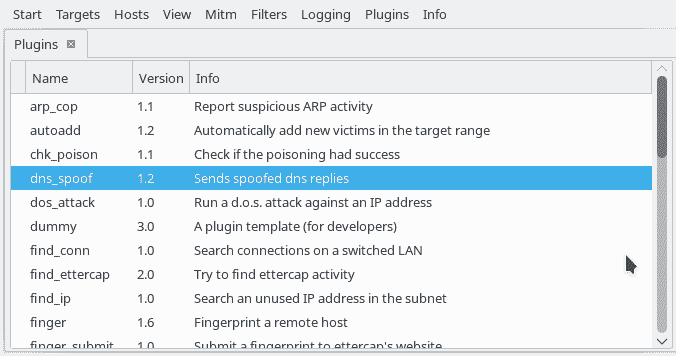 Start Targets Hosts View Mitm Filters Logging Plugins Info
Plugins
Name Version Info
arp_cop 1.1 Report suspicious ARP activity
autoadd 1.2 Automatically add new victims in the target range
chk_poison 1.1 Check if the poisoning had success
dns_spoof 1.2 Sends spoofed dns replies
dos_attack 1.0 Run a d.o.s. attack against an IP address
dummy 3.0 A plugin template (for developers)
find_conn 1.0 Search connections on a switched LAN
find_ettercap 2.0 Try to find ettercap activity
find_ip 1.0 Search an unused IP address in the subnet
finger 1.6 Fingerprint a remote host
finger_submit 1.0 Submit a fingerprint to ettercap's website